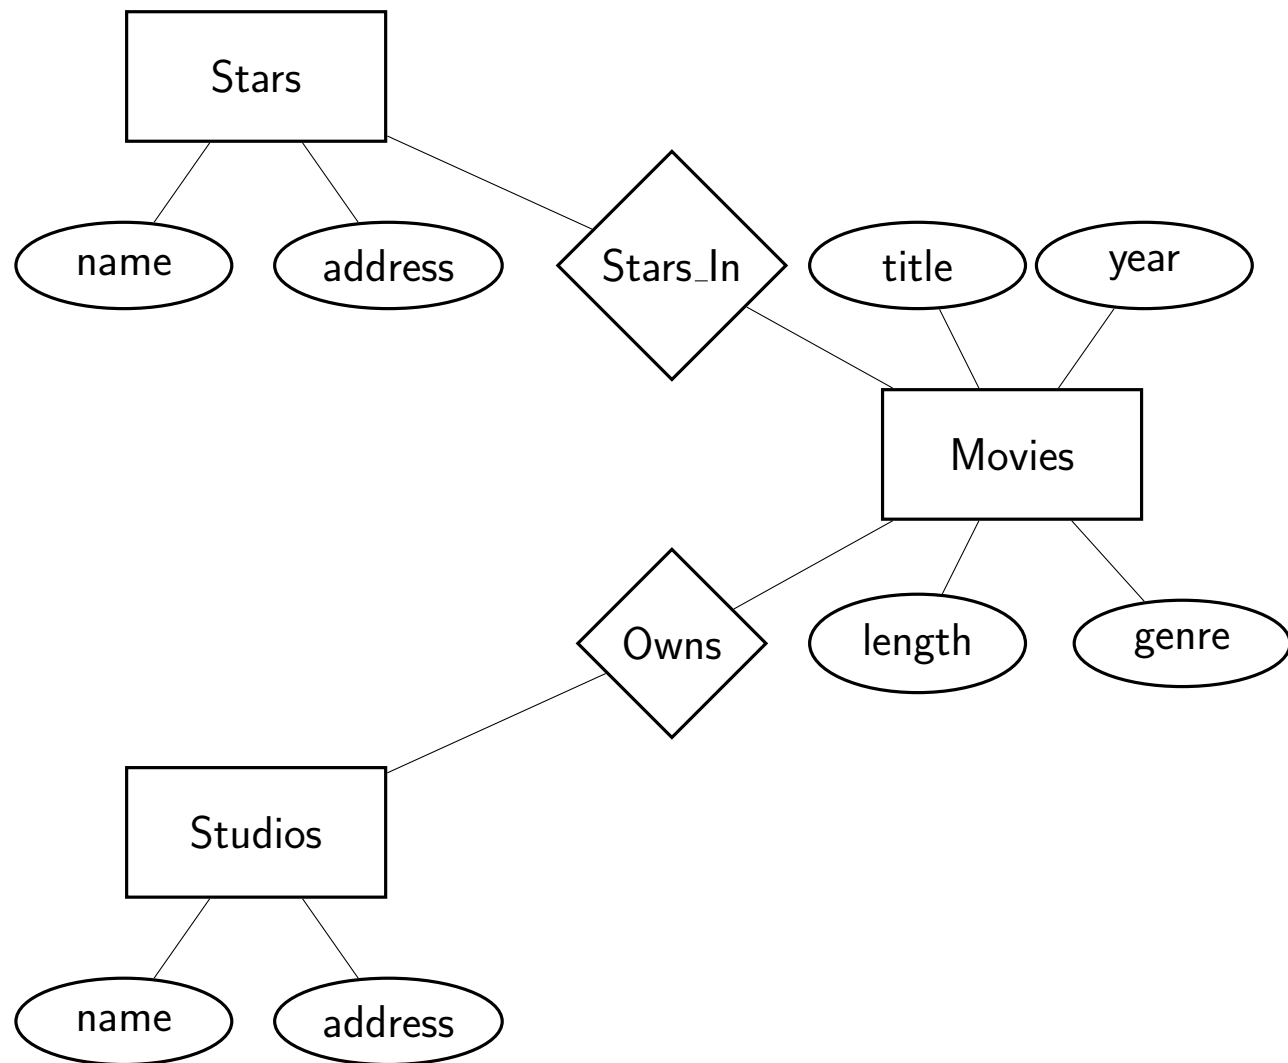 Stars
name
address
Stars_In
title
year
Movies
Owns
length
genre
Studios
name
address